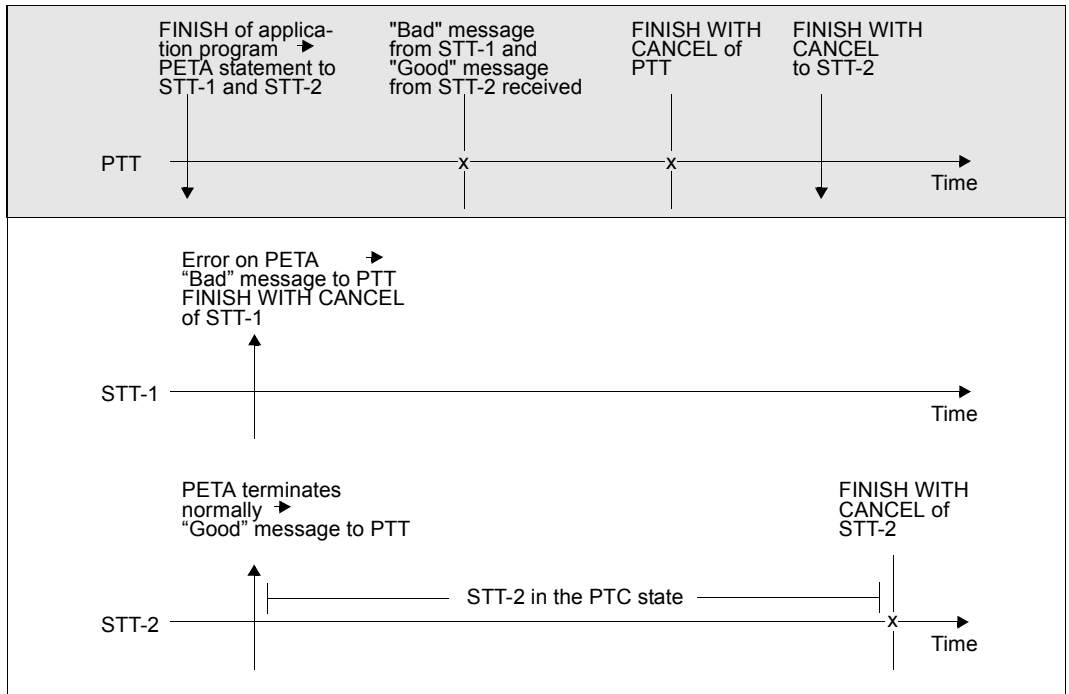 FINISH of applica-
tion program
PETA statement to
STT-1 and STT-2
"Bad" message
from STT-1 and
"Good" message
from STT-2 received
FINISH WITH
CANCEL of
PTT
FINISH WITH
CANCEL
to STT-2
PTT
x
x
Time
Error on PETA
“Bad” message to PTT
FINISH WITH CANCEL
of STT-1
STT-1
Time
PETA terminates
normally
“Good” message to PTT
FINISH WITH
CANCEL of
STT-2
STT-2 in the PTC state
STT-2
x
Time